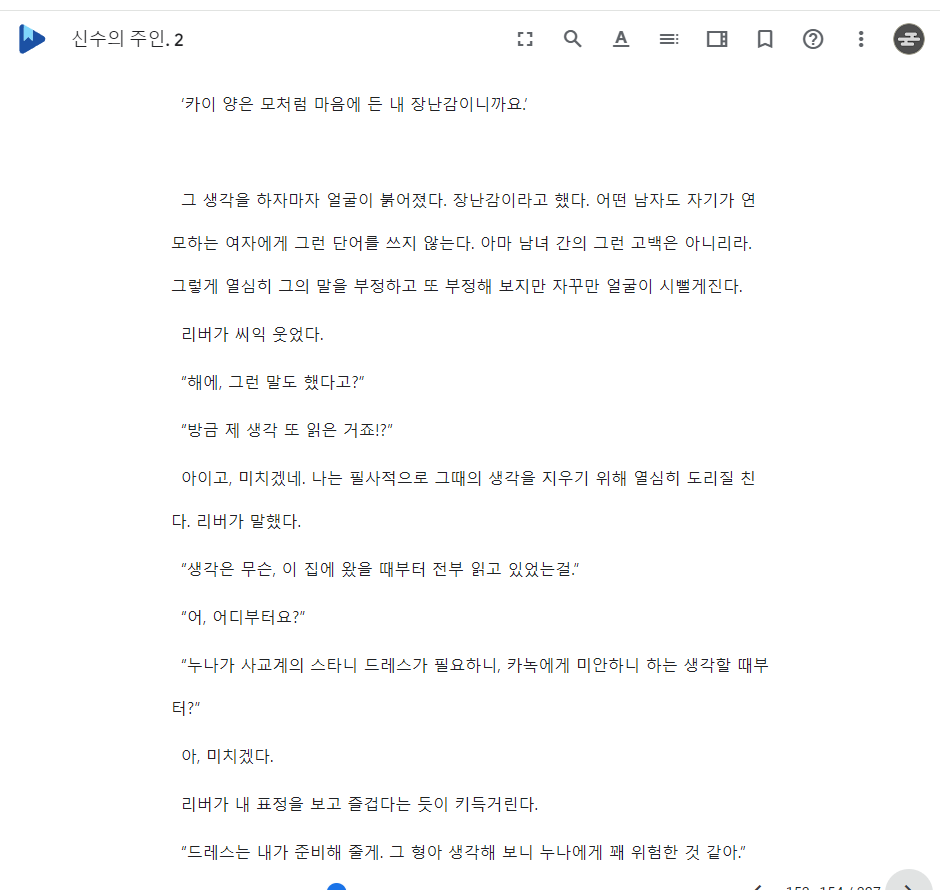 신수의 주인. 2
‘카이 양은 모처럼 마음에 든 내 장난감이니까요.’
그 생각을 하자마자 얼굴이 붉어졌다. 장난감이라고 했다. 어떤 남자도 자기가 연
모하는 여자에게 그런 단어를 쓰지 않는다. 아마 남녀 간의 그런 고백은 아니리라.
그렇게 열심히 그의 말을 부정하고 또 부정해 보지만 자꾸만 얼굴이 시뻘게진다.
리버가 씨익 웃었다.
“해에, 그런 말도 했다고?”
“방금 제 생각 또 읽은 거죠!?”
아이고, 미치겠네. 나는 필사적으로 그때의 생각을 지우기 위해 열심히 도리질 친
다. 리버가 말했다.
“생각은 무슨, 이 집에 왔을 때부터 전부 읽고 있었는걸.”
“어, 어디부터요?”
“누나가 사교계의 스타니 드레스가 필요하니, 카녹에게 미안하니 하는 생각할 때부
터?”
아, 미치겠다.
리버가 내 표정을 보고 즐겁다는 듯이 키득거린다.
“드레스는 내가 준비해 줄게. 그 형아 생각해 보니 누나에게 꽤 위험한 것 같아.”